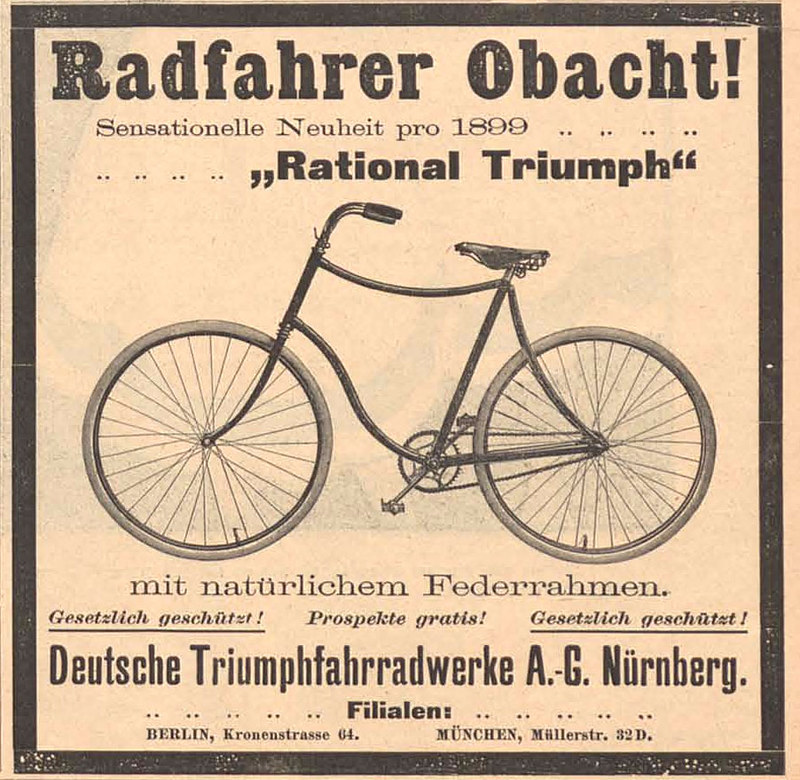 Radfahrer Obacht!
Sensationelle Neuheit pro 1899 .. .. .. ..
.. .. .. .. „Rational Triumph“
mit natürlichem Federrahmen.
Gesetzlich geschützt! Prospekte gratis! Gesetzlich geschützt!
Deutsche Triumphfahrradwerke A.-G. Nürnberg.
.. .. .. .. .. Filialen: .. .. .. .. ..
BERLIN, Kronenstrasse 64. MÜNCHEN, Müllerstr. 32D.